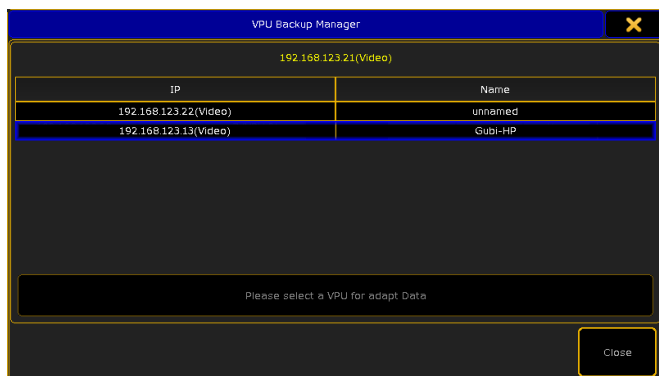 VPU Backup Manager
192.168.123.21(Video)
IP Name
192.168.123.22(Video) unnamed
192.168.123.13(Video) Gubi-HP
Please select a VPU for adapt Data
Close